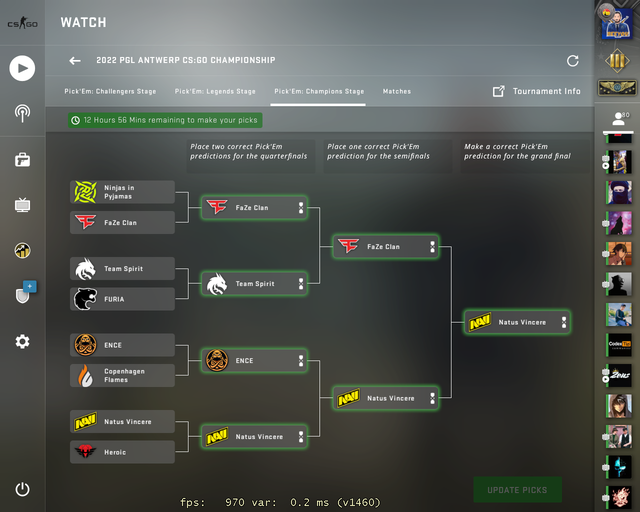 CS:GO
WATCH
2022 PGL ANTWERP CS:GO CHAMPIONSHIP
Pick'Em: Challengers Stage
Pick'Em: Legends Stage
Pick'Em: Champions Stage
Matches
Tournament Info
12 Hours 56 Mins remaining to make your picks
Place two correct Pick'Em
predictions for the quarterfinals
Place one correct Pick'Em
prediction for the semifinals
Make a correct Pick'Em
prediction for the grand final
Ninjas in
Pyjamas
FaZe Clan
FaZe Clan
FaZe Clan
Team Spirit
FURIA
Team Spirit
Natus Vincere
ENCE
Copenhagen
Flames
ENCE
Natus Vincere
Natus Vincere
Heroic
Natus Vincere
UPDATE PICKS
fps: 970 var: 0.2 ms (v1460)
80